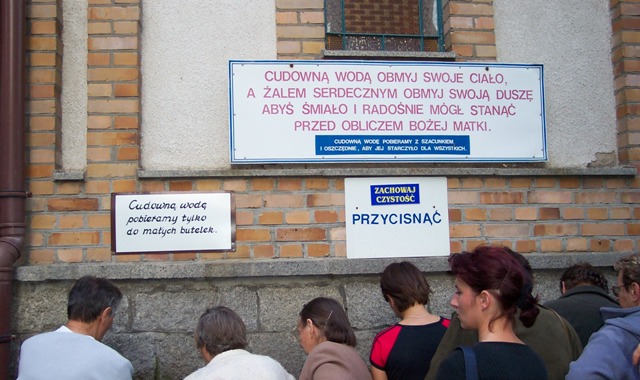 CUDOWNĄ WODĄ OBMYJ SWOJE CIAŁO,
A ŻALEM SERDECZNYM OBMYJ SWOJĄ DUSZĘ
ABYŚ ŚMIAŁO I RADOŚNIE MÓGŁ STANĄĆ
PRZED OBLICZEM BOŻEJ MATKI.
CUDOWNĄ WODĘ POBIERAMY Z SZACUNKIEM
I OSZCZĘDNIE, ABY JEJ STARCZYŁO DLA WSZYSTKICH.
Cudowną wodę
pobieramy tylko
do małych butelek.
ZACHOWAJ
CZYSTOŚĆ
PRZYCISNĄĆ